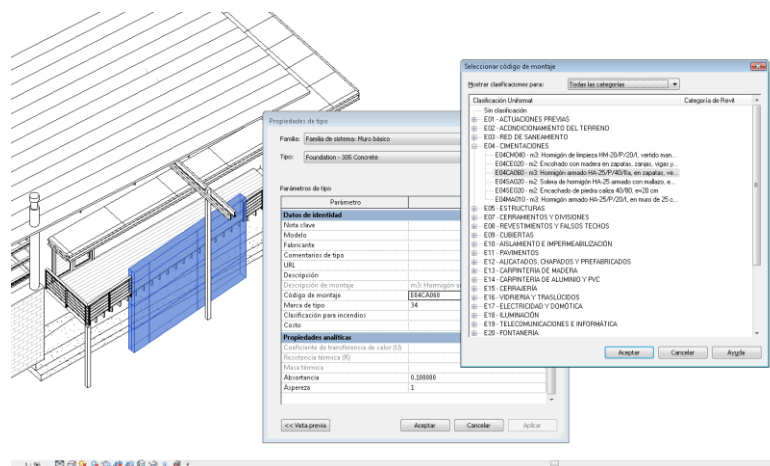 Propiedades de tipo
Familia: Familia de sistema: Muro básico
Tipo: Foundation - 305 Concrete
Parámetros de tipo
Parámetro
Datos de identidad
Nota clave
Modelo
Fabricante
Comentarios de tipo
URL
Descripción
Descripción de montaje m3: Hormigón
Código de montaje E04CA060
Marca de tipo 34
Clasificación para incendios
Costo
Propiedades analíticas
Coeficiente de transferencia de calor (U)
Resistencia térmica (R)
Masa térmica
Absortancia 0.100000
Aspereza 1
<< Vista previa Aceptar Cancelar Aplicar
Seleccionar código de montaje
Mostrar clasificaciones para: Todas las categorías
Clasificación Uniformat Categoría de Revit
Sin clasificación
E01 - ACTUACIONES PREVIAS
E02 - ACONDICIONAMIENTO DEL TERRENO
E03 - RED DE SANEAMIENTO
E04 - CIMENTACIONES
E04CM040 - m3: Hormigón de limpieza HM-20/P/20/I, vertido man...
E04CE020 - m2: Encofrado con madera en zapatas, zanjas, vigas y...
E04CA060 - m3: Hormigón armado HA-25/P/40/IIa, en zapatas, ve...
E04SA020 - m2: Solera de hormigón HA-25 armado con mallazo, e...
E04SE020 - m2: Encachado de piedra caliza 40/80, e=20 cm
E04MA010 - m3: Hormigón armado HA-25/P/20/I, en muro de 25 c...
E05 - ESTRUCTURAS
E07 - CERRAMIENTOS Y DIVISIONES
E08 - REVESTIMIENTOS Y FALSOS TECHOS
E09 - CUBIERTAS
E10 - AISLAMIENTO E IMPERMEABILIZACIÓN
E11 - PAVIMENTOS
E12 - ALICATADOS, CHAPADOS Y PREFABRICADOS
E13 - CARPINTERÍA DE MADERA
E14 - CARPINTERÍA DE ALUMINIO Y PVC
E15 - CERRAJERÍA
E16 - VIDRIERÍA Y TRASLÚCIDOS
E17 - ELECTRICIDAD Y DOMÓTICA
E18 - ILUMINACIÓN
E19 - TELECOMUNICACIONES E INFORMÁTICA
E20 - FONTANERÍA
Aceptar Cancelar Ayuda
1 : 96